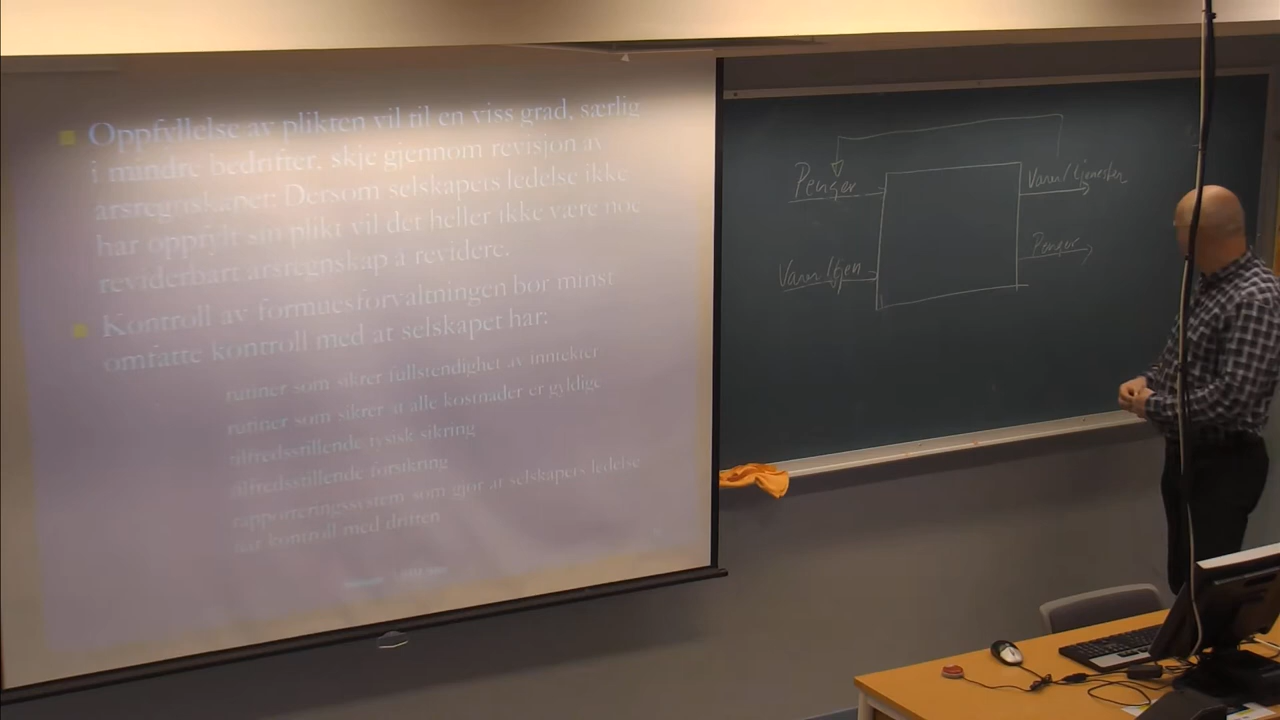 Oppfyllelse av plikten vil til en viss grad, særlig
i mindre bedrifter, skje gjennom revisjon av
årsregnskapet: Dersom selskapets ledelse ikke
har oppfylt sin plikt vil det heller ikke være noe
reviderbart årsregnskap å revidere.
Kontroll av formuesforvaltningen bør minst
omfatte kontroll med at selskapet har:
rutiner som sikrer fullstendighet av inntekter
rutiner som sikrer at alle kostnader er gyldige
tilfredsstillende fysisk sikring
tilfredsstillende forsikring
rapporteringssystem som gjør at selskapets ledelse
har kontroll med driften
Penger
Varer/tjen
Varer/tjenester
Penger